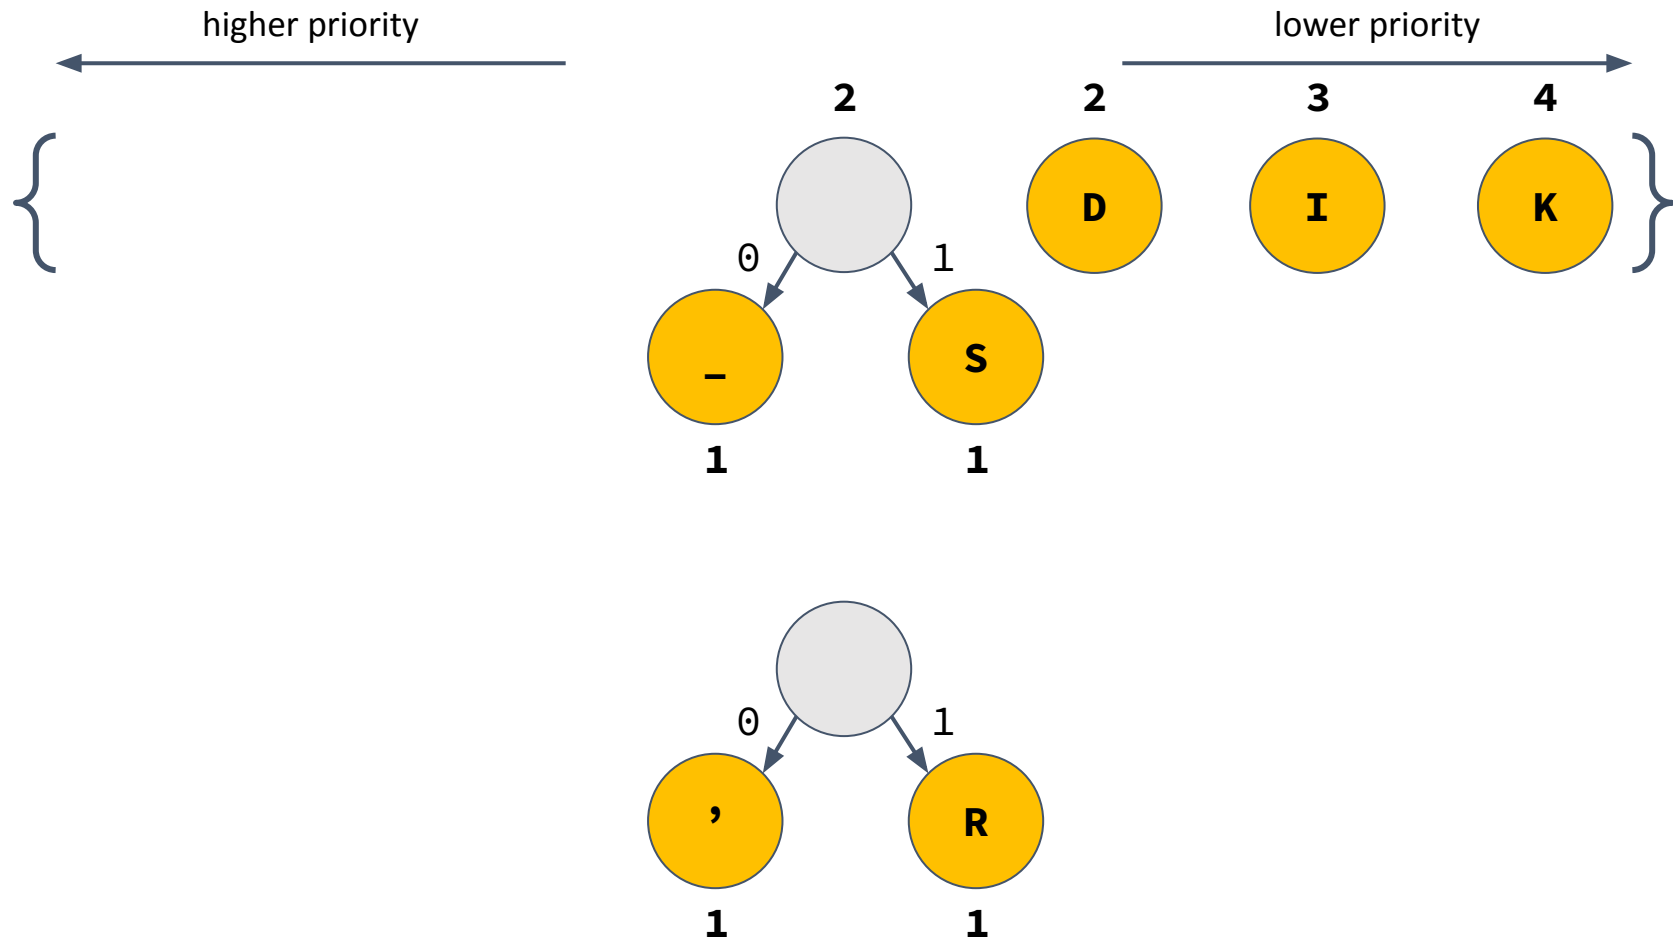 higher priority
lower priority
2 2 3 4
{ D I K }
0 1
_ S
1 1
0 1
’ R
1 1